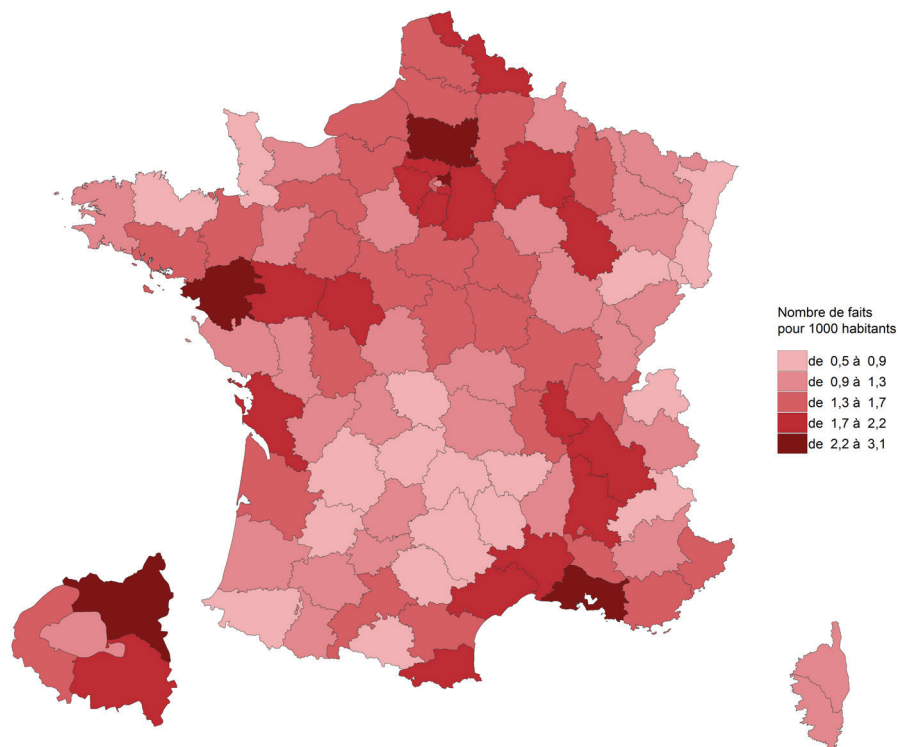 Nombre de faits
pour 1000 habitants
de 0,5 à 0,9
de 0,9 à 1,3
de 1,3 à 1,7
de 1,7 à 2,2
de 2,2 à 3,1